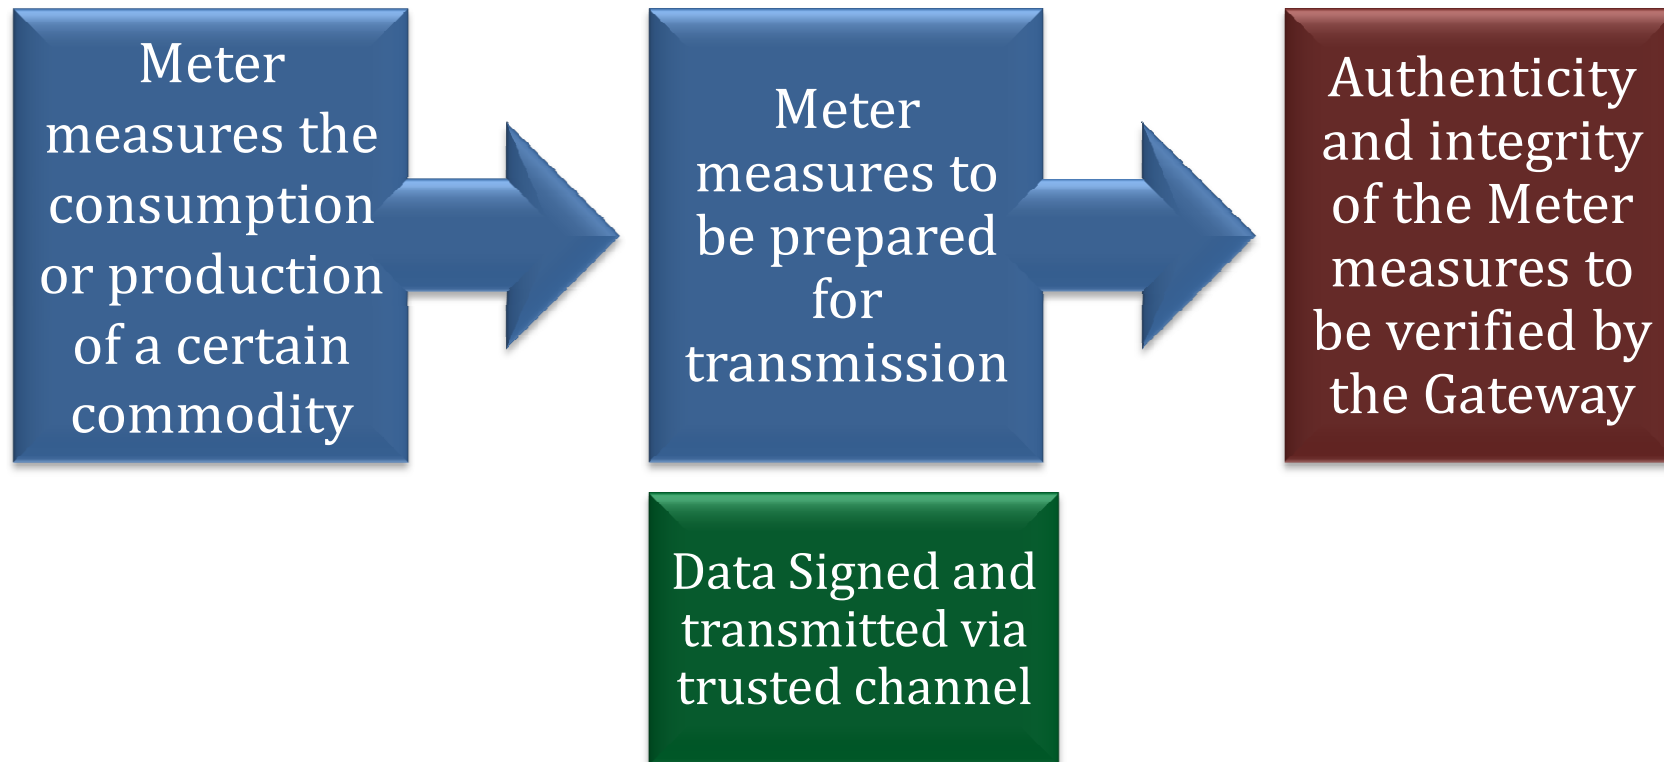 Meter
measures the
consumption
or production
of a certain
commodity
Meter
measures to
be prepared
for
transmission
Authenticity
and integrity
of the Meter
measures to
be verified by
the Gateway
Data Signed and
transmitted via
trusted channel